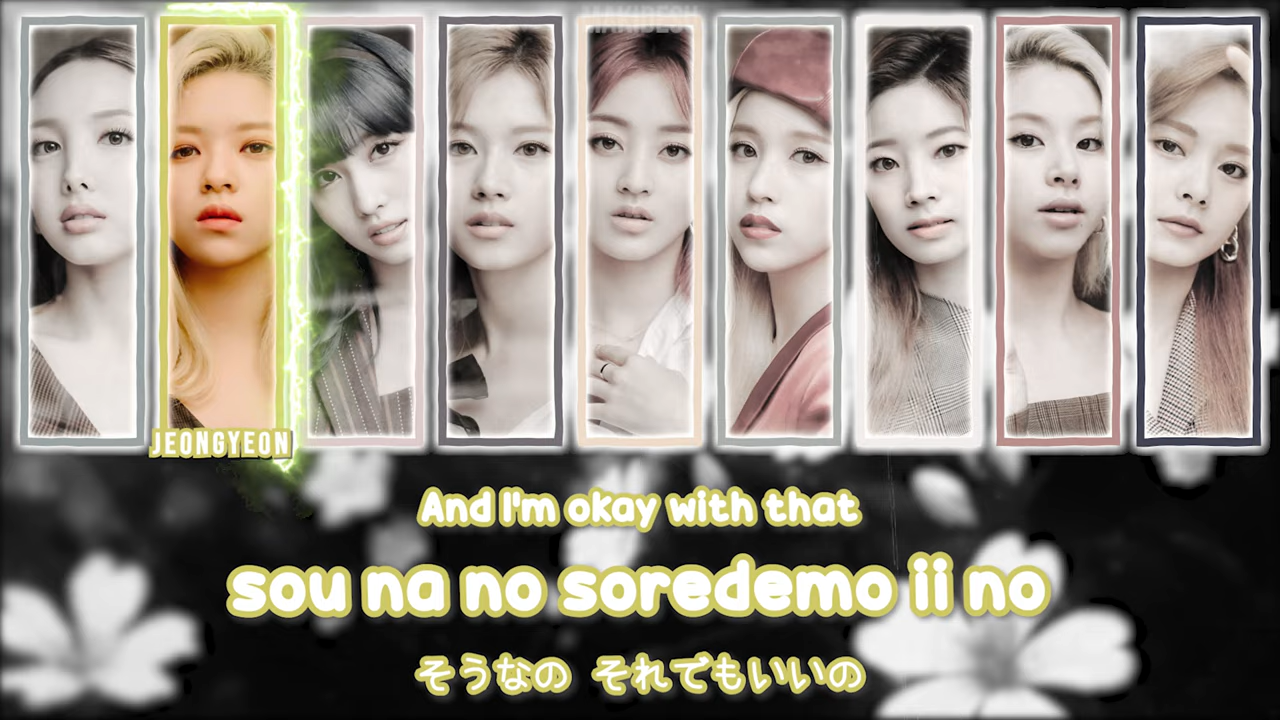 MAKIDESH
JEONGYEON
And I'm okay with that
sou na no soredemo ii no
そうなの それでもいいの